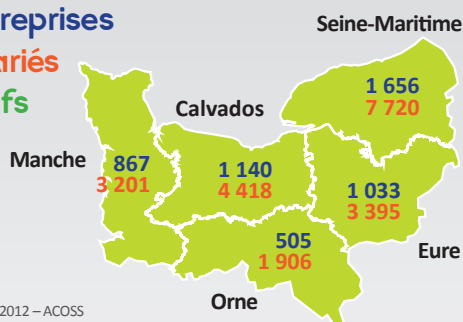 reprises
Seine-Maritime
ariés
fs
1 656
7 720
Calvados
Manche
867
3 201
1 140
4 418
1 033
3 395
505
1 906
Eure
Orne
2012 – ACOSS